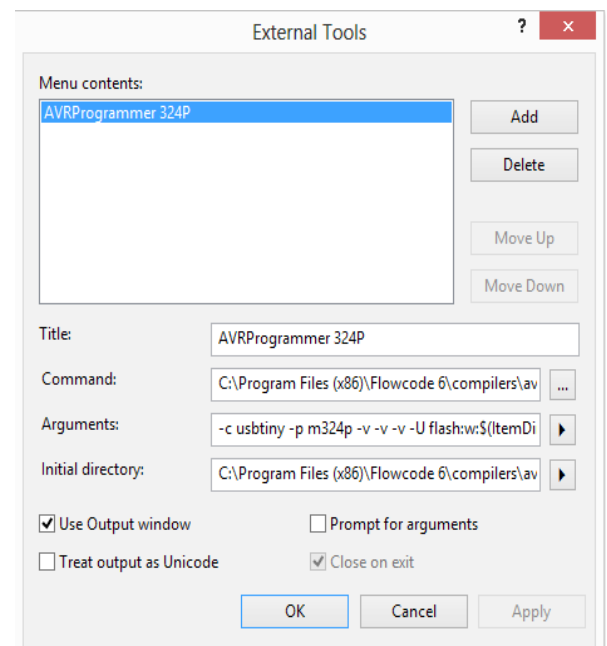 External Tools
?
×
Menu contents:
AVRProgrammer 324P
Add
Delete
Move Up
Move Down
Title:
AVRProgrammer 324P
Command:
C:\Program Files (x86)\Flowcode 6\compilers\av
...
Arguments:
-c usbtiny -p m324p -v -v -v -U flash:w:$(ItemDi
Initial directory:
C:\Program Files (x86)\Flowcode 6\compilers\av
Use Output window
Prompt for arguments
Treat output as Unicode
Close on exit
OK
Cancel
Apply